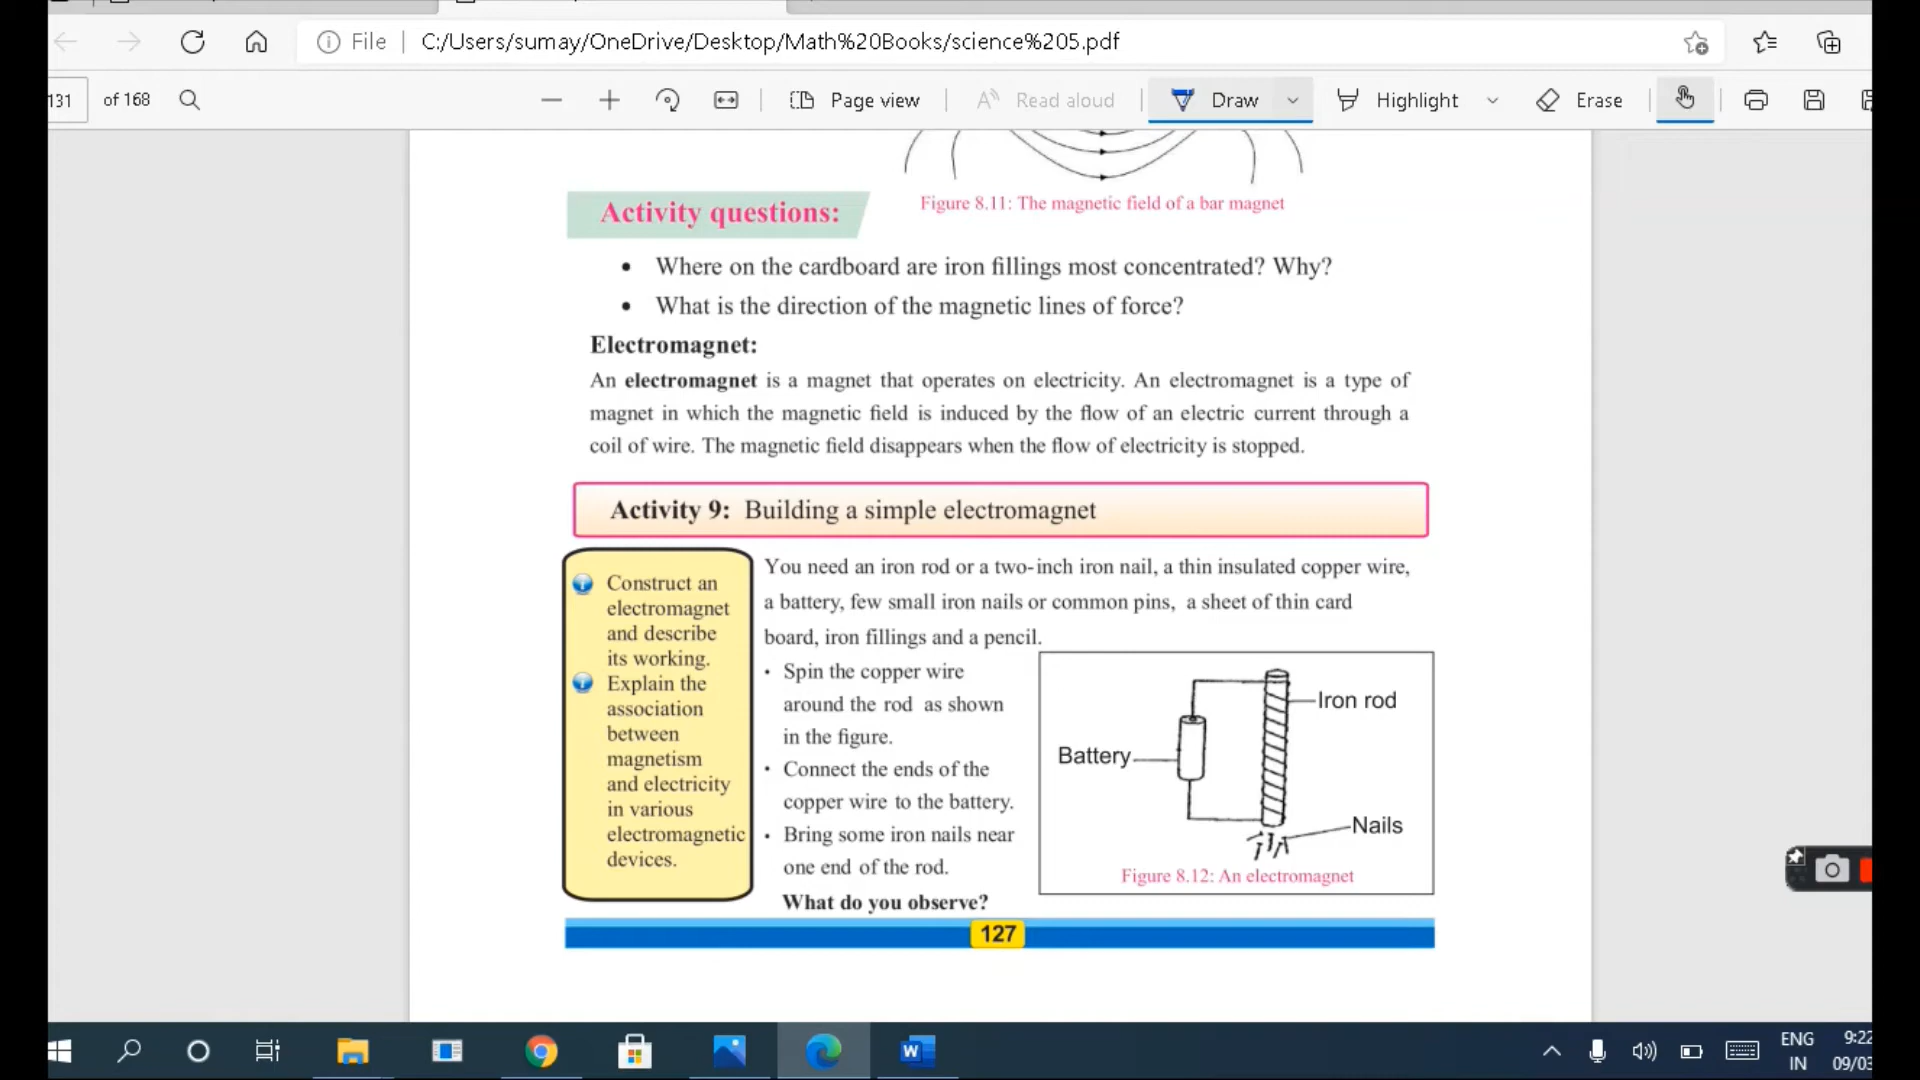 File
C:/Users/sumay/OneDrive/Desktop/Math%20Books/science%205.pdf
131
of 168
Page view
Read aloud
Draw
Highlight
Erase
Figure 8.11: The magnetic field of a bar magnet
Activity questions:
• Where on the cardboard are iron fillings most concentrated? Why?
• What is the direction of the magnetic lines of force?
Electromagnet:
An electromagnet is a magnet that operates on electricity. An electromagnet is a type of
magnet in which the magnetic field is induced by the flow of an electric current through a
coil of wire. The magnetic field disappears when the flow of electricity is stopped.
Activity 9: Building a simple electromagnet
Construct an
electromagnet
and describe
its working.
Explain the
association
between
magnetism
and electricity
in various
electromagnetic
devices.
You need an iron rod or a two-inch iron nail, a thin insulated copper wire,
a battery, few small iron nails or common pins, a sheet of thin card
board, iron fillings and a pencil.
• Spin the copper wire
around the rod as shown
in the figure.
• Connect the ends of the
copper wire to the battery.
• Bring some iron nails near
one end of the rod.
What do you observe?
Iron rod
Battery
Nails
Figure 8.12: An electromagnet
127
ENG
IN
9:22
09/03